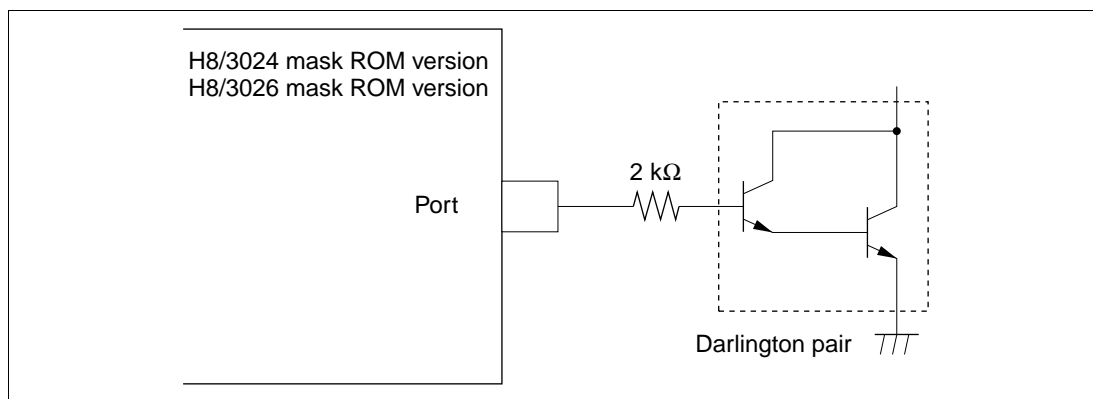 H8/3024 mask ROM version
H8/3026 mask ROM version
2 kΩ
Port
Darlington pair